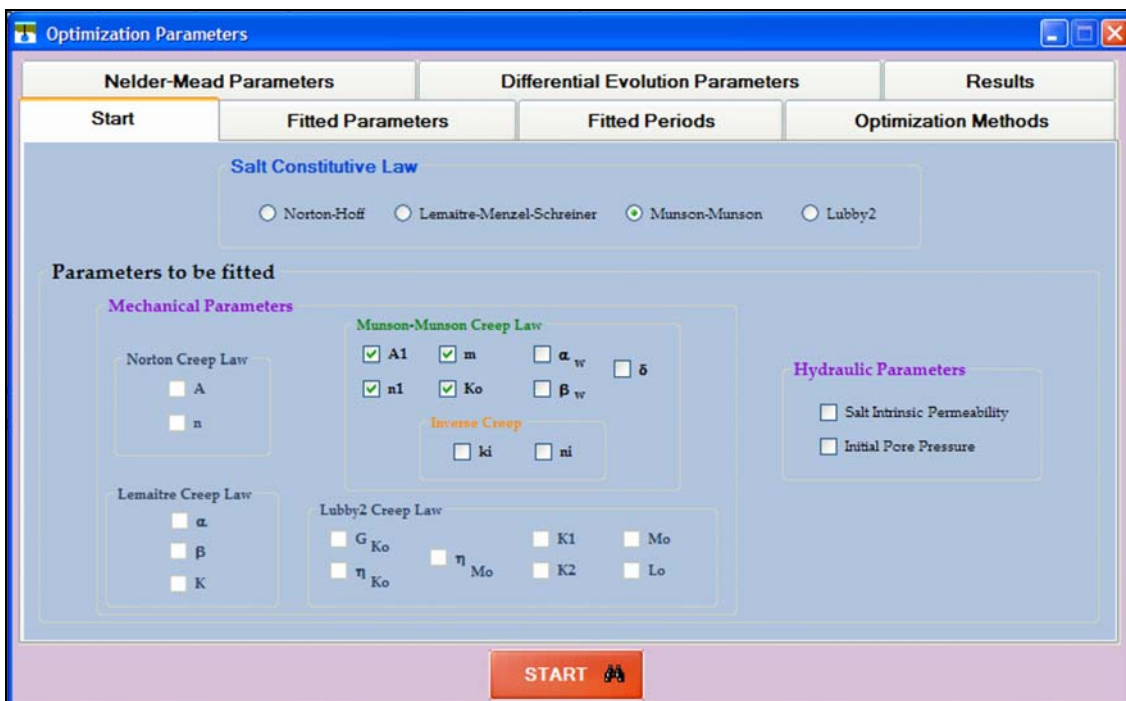 Optimization Parameters
Nelder-Mead Parameters Differential Evolution Parameters Results
Start Fitted Parameters Fitted Periods Optimization Methods
Salt Constitutive Law
Norton-Hoff Lemaitre-Menzel-Schreiner Munson-Munson Lubby2
Parameters to be fitted
Mechanical Parameters
Munson-Munson Creep Law
A1 m α w δ
n1 Ko β w
Inverse Creep
ki ni
Norton Creep Law
A
n
Hydraulic Parameters
Salt Intrinsic Permeability
Initial Pore Pressure
Lemaitre Creep Law
α
β
K
Lubby2 Creep Law
G Ko η Mo K1 Mo
η Ko K2 Lo
START